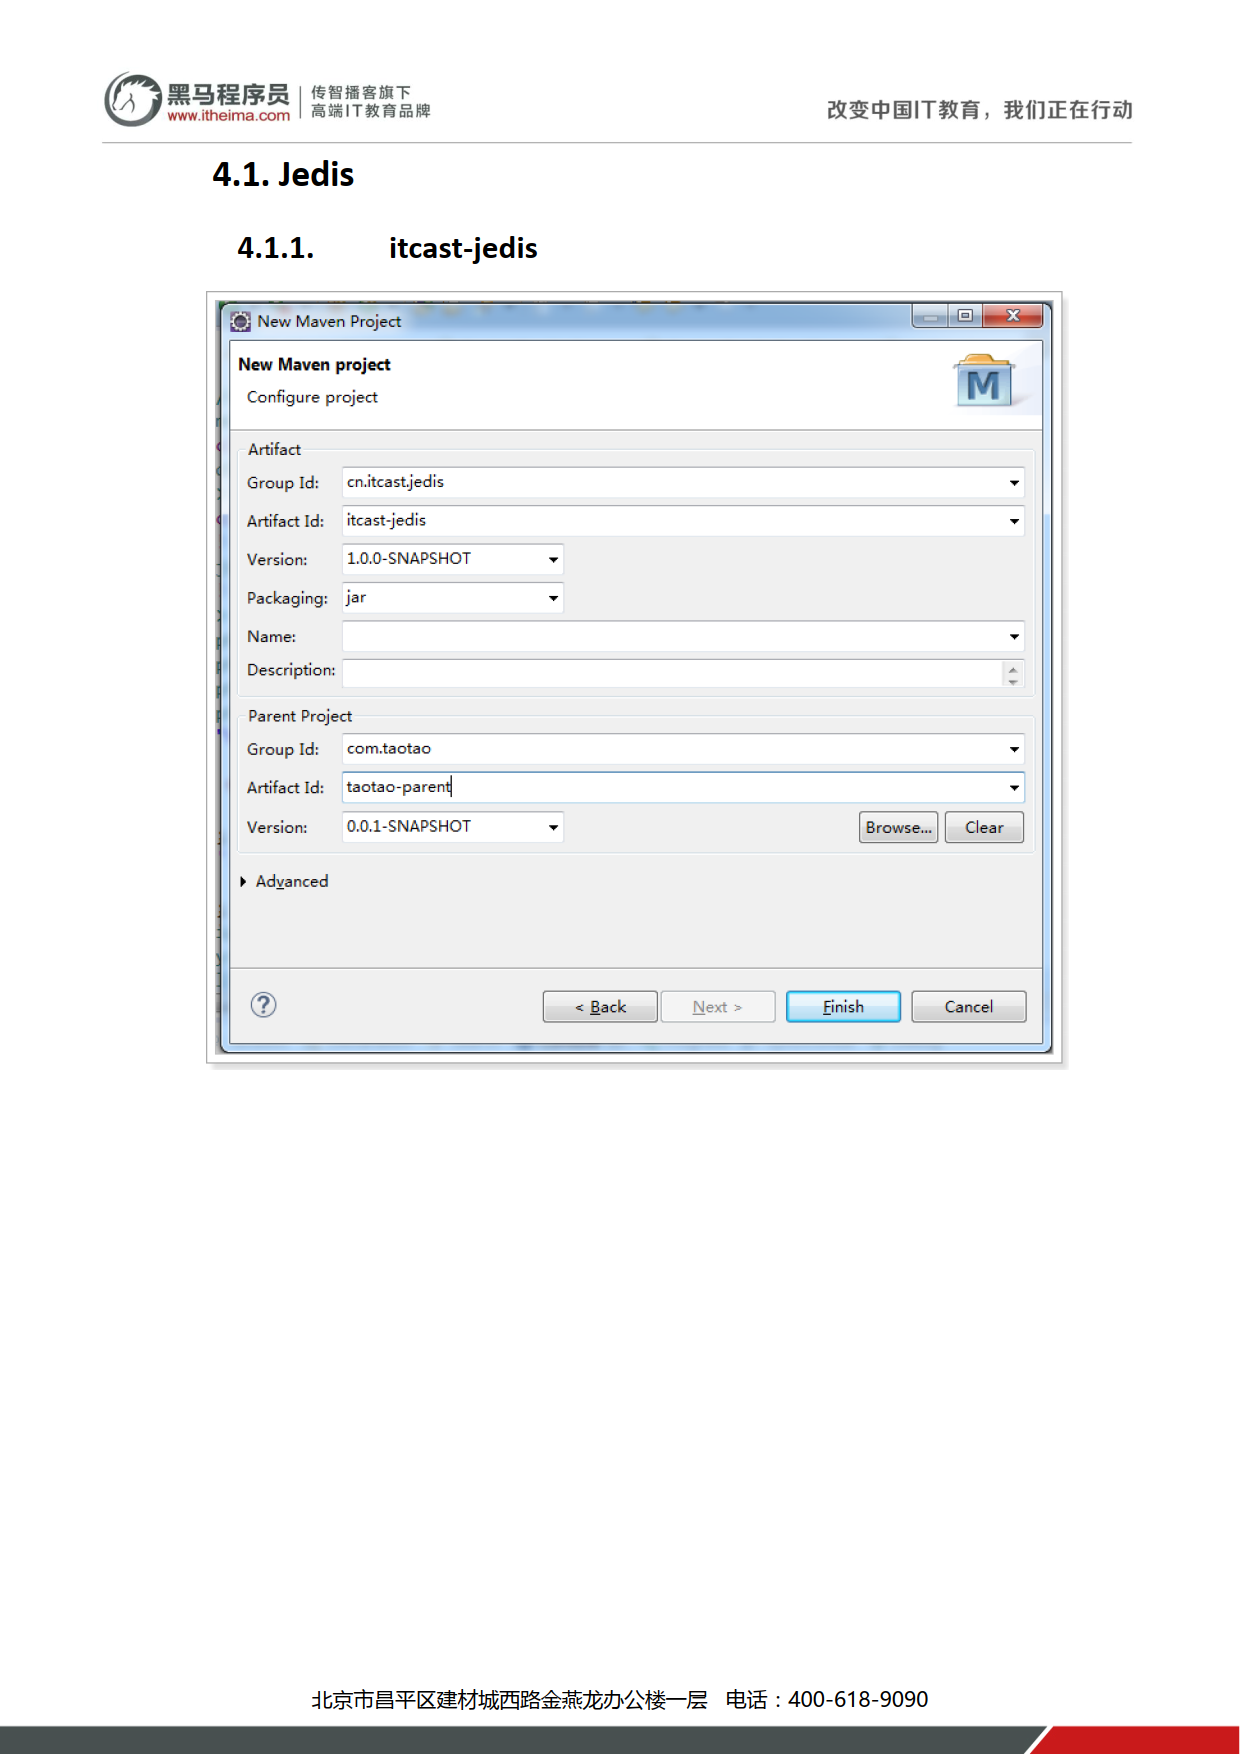 黑马程序员
www.itheima.com
传智播客旗下
高端IT教育品牌
改变中国IT教育，我们正在行动
4.1. Jedis
4.1.1. itcast-jedis
New Maven Project
New Maven project
Configure project
M
Artifact
Group Id: cn.itcast.jedis
Artifact Id: itcast-jedis
Version: 1.0.0-SNAPSHOT
Packaging: jar
Name:
Description:
Parent Project
Group Id: com.taotao
Artifact Id: taotao-parent
Version: 0.0.1-SNAPSHOT Browse... Clear
Advanced
? < Back Next > Finish Cancel
北京市昌平区建材城西路金燕龙办公楼一层 电话：400-618-9090